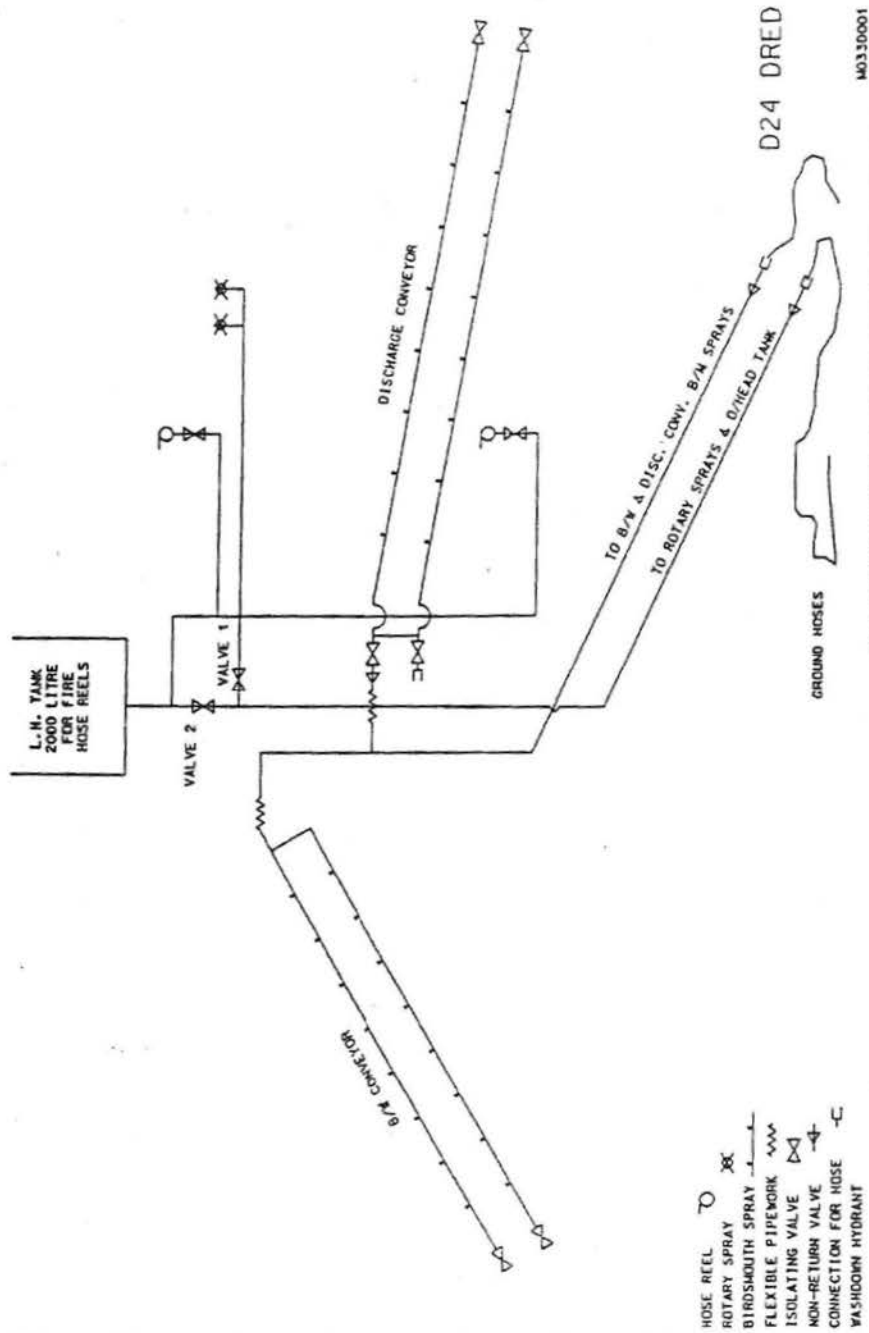 L.H. TANK
2000 LITRE
FOR FIRE
HOSE REELS
VALVE 1
VALVE 2
DISCHARGE CONVEYOR
B/W CONVEYOR
TO B/W & DISC. CONV. B/M SPRAYS
TO ROTARY SPRAYS & O/HEAD TANK
GROUND HOSES
D24 DRED
HOSE REEL
ROTARY SPRAY
BIRDSMOUTH SPRAY
FLEXIBLE PIPEWORK
ISOLATING VALVE
NON-RETURN VALVE
CONNECTION FOR HOSE
WASHDOWN HYDRANT
M0330001